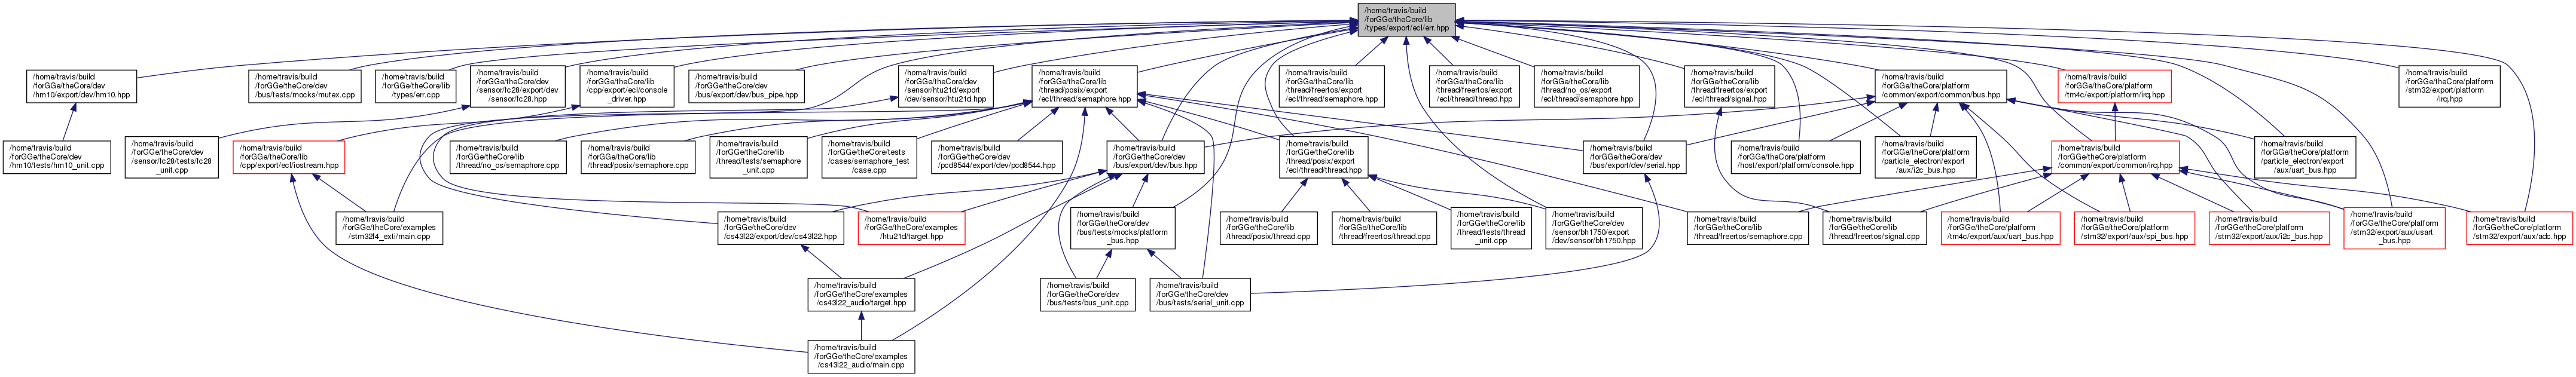 /home/travis/build
/forGGe/theCore/lib
/types/export/ecl/err.hpp
/home/travis/build
/forGGe/theCore/dev
/hm10/export/dev/hm10.hpp
/home/travis/build
/forGGe/theCore/dev
/bus/tests/mocks/mutex.cpp
/home/travis/build
/forGGe/theCore/lib
/types/err.cpp
/home/travis/build
/forGGe/theCore/dev
/sensor/fc28/export/dev
/sensor/fc28.hpp
/home/travis/build
/forGGe/theCore/lib
/cpp/export/ecl/console
_driver.hpp
/home/travis/build
/forGGe/theCore/dev
/bus/export/dev/bus_pipe.hpp
/home/travis/build
/forGGe/theCore/dev
/sensor/htu21d/export
/dev/sensor/htu21d.hpp
/home/travis/build
/forGGe/theCore/lib
/thread/posix/export
/ecl/thread/semaphore.hpp
/home/travis/build
/forGGe/theCore/lib
/thread/freertos/export
/ecl/thread/semaphore.hpp
/home/travis/build
/forGGe/theCore/lib
/thread/freertos/export
/ecl/thread/thread.hpp
/home/travis/build
/forGGe/theCore/lib
/thread/no_os/export
/ecl/thread/semaphore.hpp
/home/travis/build
/forGGe/theCore/lib
/thread/freertos/export
/ecl/thread/signal.hpp
/home/travis/build
/forGGe/theCore/platform
/common/export/common/bus.hpp
/home/travis/build
/forGGe/theCore/platform
/tm4c/export/platform/irq.hpp
/home/travis/build
/forGGe/theCore/platform
/stm32/export/platform
/irq.hpp
/home/travis/build
/forGGe/theCore/dev
/hm10/tests/hm10_unit.cpp
/home/travis/build
/forGGe/theCore/dev
/sensor/fc28/tests/fc28
_unit.cpp
/home/travis/build
/forGGe/theCore/lib
/cpp/export/ecl/iostream.hpp
/home/travis/build
/forGGe/theCore/lib
/thread/no_os/semaphore.cpp
/home/travis/build
/forGGe/theCore/lib
/thread/posix/semaphore.cpp
/home/travis/build
/forGGe/theCore/lib
/thread/tests/semaphore
_unit.cpp
/home/travis/build
/forGGe/theCore/tests
/cases/semaphore_test
/case.cpp
/home/travis/build
/forGGe/theCore/dev
/pcd8544/export/dev/pcd8544.hpp
/home/travis/build
/forGGe/theCore/dev
/bus/export/dev/bus.hpp
/home/travis/build
/forGGe/theCore/lib
/thread/posix/export
/ecl/thread/thread.hpp
/home/travis/build
/forGGe/theCore/dev
/bus/export/dev/serial.hpp
/home/travis/build
/forGGe/theCore/platform
/host/export/platform/console.hpp
/home/travis/build
/forGGe/theCore/platform
/particle_electron/export
/aux/i2c_bus.hpp
/home/travis/build
/forGGe/theCore/platform
/common/export/common/irq.hpp
/home/travis/build
/forGGe/theCore/platform
/particle_electron/export
/aux/uart_bus.hpp
/home/travis/build
/forGGe/theCore/examples
/stm32f4_exti/main.cpp
/home/travis/build
/forGGe/theCore/dev
/cs43l22/export/dev/cs43l22.hpp
/home/travis/build
/forGGe/theCore/examples
/htu21d/target.hpp
/home/travis/build
/forGGe/theCore/dev
/bus/tests/mocks/platform
_bus.hpp
/home/travis/build
/forGGe/theCore/lib
/thread/posix/thread.cpp
/home/travis/build
/forGGe/theCore/lib
/thread/freertos/thread.cpp
/home/travis/build
/forGGe/theCore/lib
/thread/tests/thread
_unit.cpp
/home/travis/build
/forGGe/theCore/dev
/sensor/bh1750/export
/dev/sensor/bh1750.hpp
/home/travis/build
/forGGe/theCore/lib
/thread/freertos/semaphore.cpp
/home/travis/build
/forGGe/theCore/lib
/thread/freertos/signal.cpp
/home/travis/build
/forGGe/theCore/platform
/tm4c/export/aux/uart_bus.hpp
/home/travis/build
/forGGe/theCore/platform
/stm32/export/aux/spi_bus.hpp
/home/travis/build
/forGGe/theCore/platform
/stm32/export/aux/i2c_bus.hpp
/home/travis/build
/forGGe/theCore/platform
/stm32/export/aux/usart
_bus.hpp
/home/travis/build
/forGGe/theCore/platform
/stm32/export/aux/adc.hpp
/home/travis/build
/forGGe/theCore/examples
/cs43l22_audio/target.hpp
/home/travis/build
/forGGe/theCore/dev
/bus/tests/bus_unit.cpp
/home/travis/build
/forGGe/theCore/dev
/bus/tests/serial_unit.cpp
/home/travis/build
/forGGe/theCore/examples
/cs43l22_audio/main.cpp